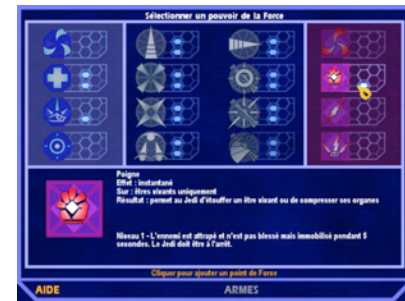 Sélectionner un pouvoir de la Force
Poigne
Effet : instantané
Sur : êtres vivants uniquement
Résultat : permet au Jedi d'étouffer un être vivant ou de compresser ses organes
Niveau 1 - L'ennemi est attrapé et n'est pas blessé mais immobilisé pendant 5
secondes. Le Jedi doit être à l'arrêt.
Cliquer pour ajouter un point de Force
AIDE
ARMES